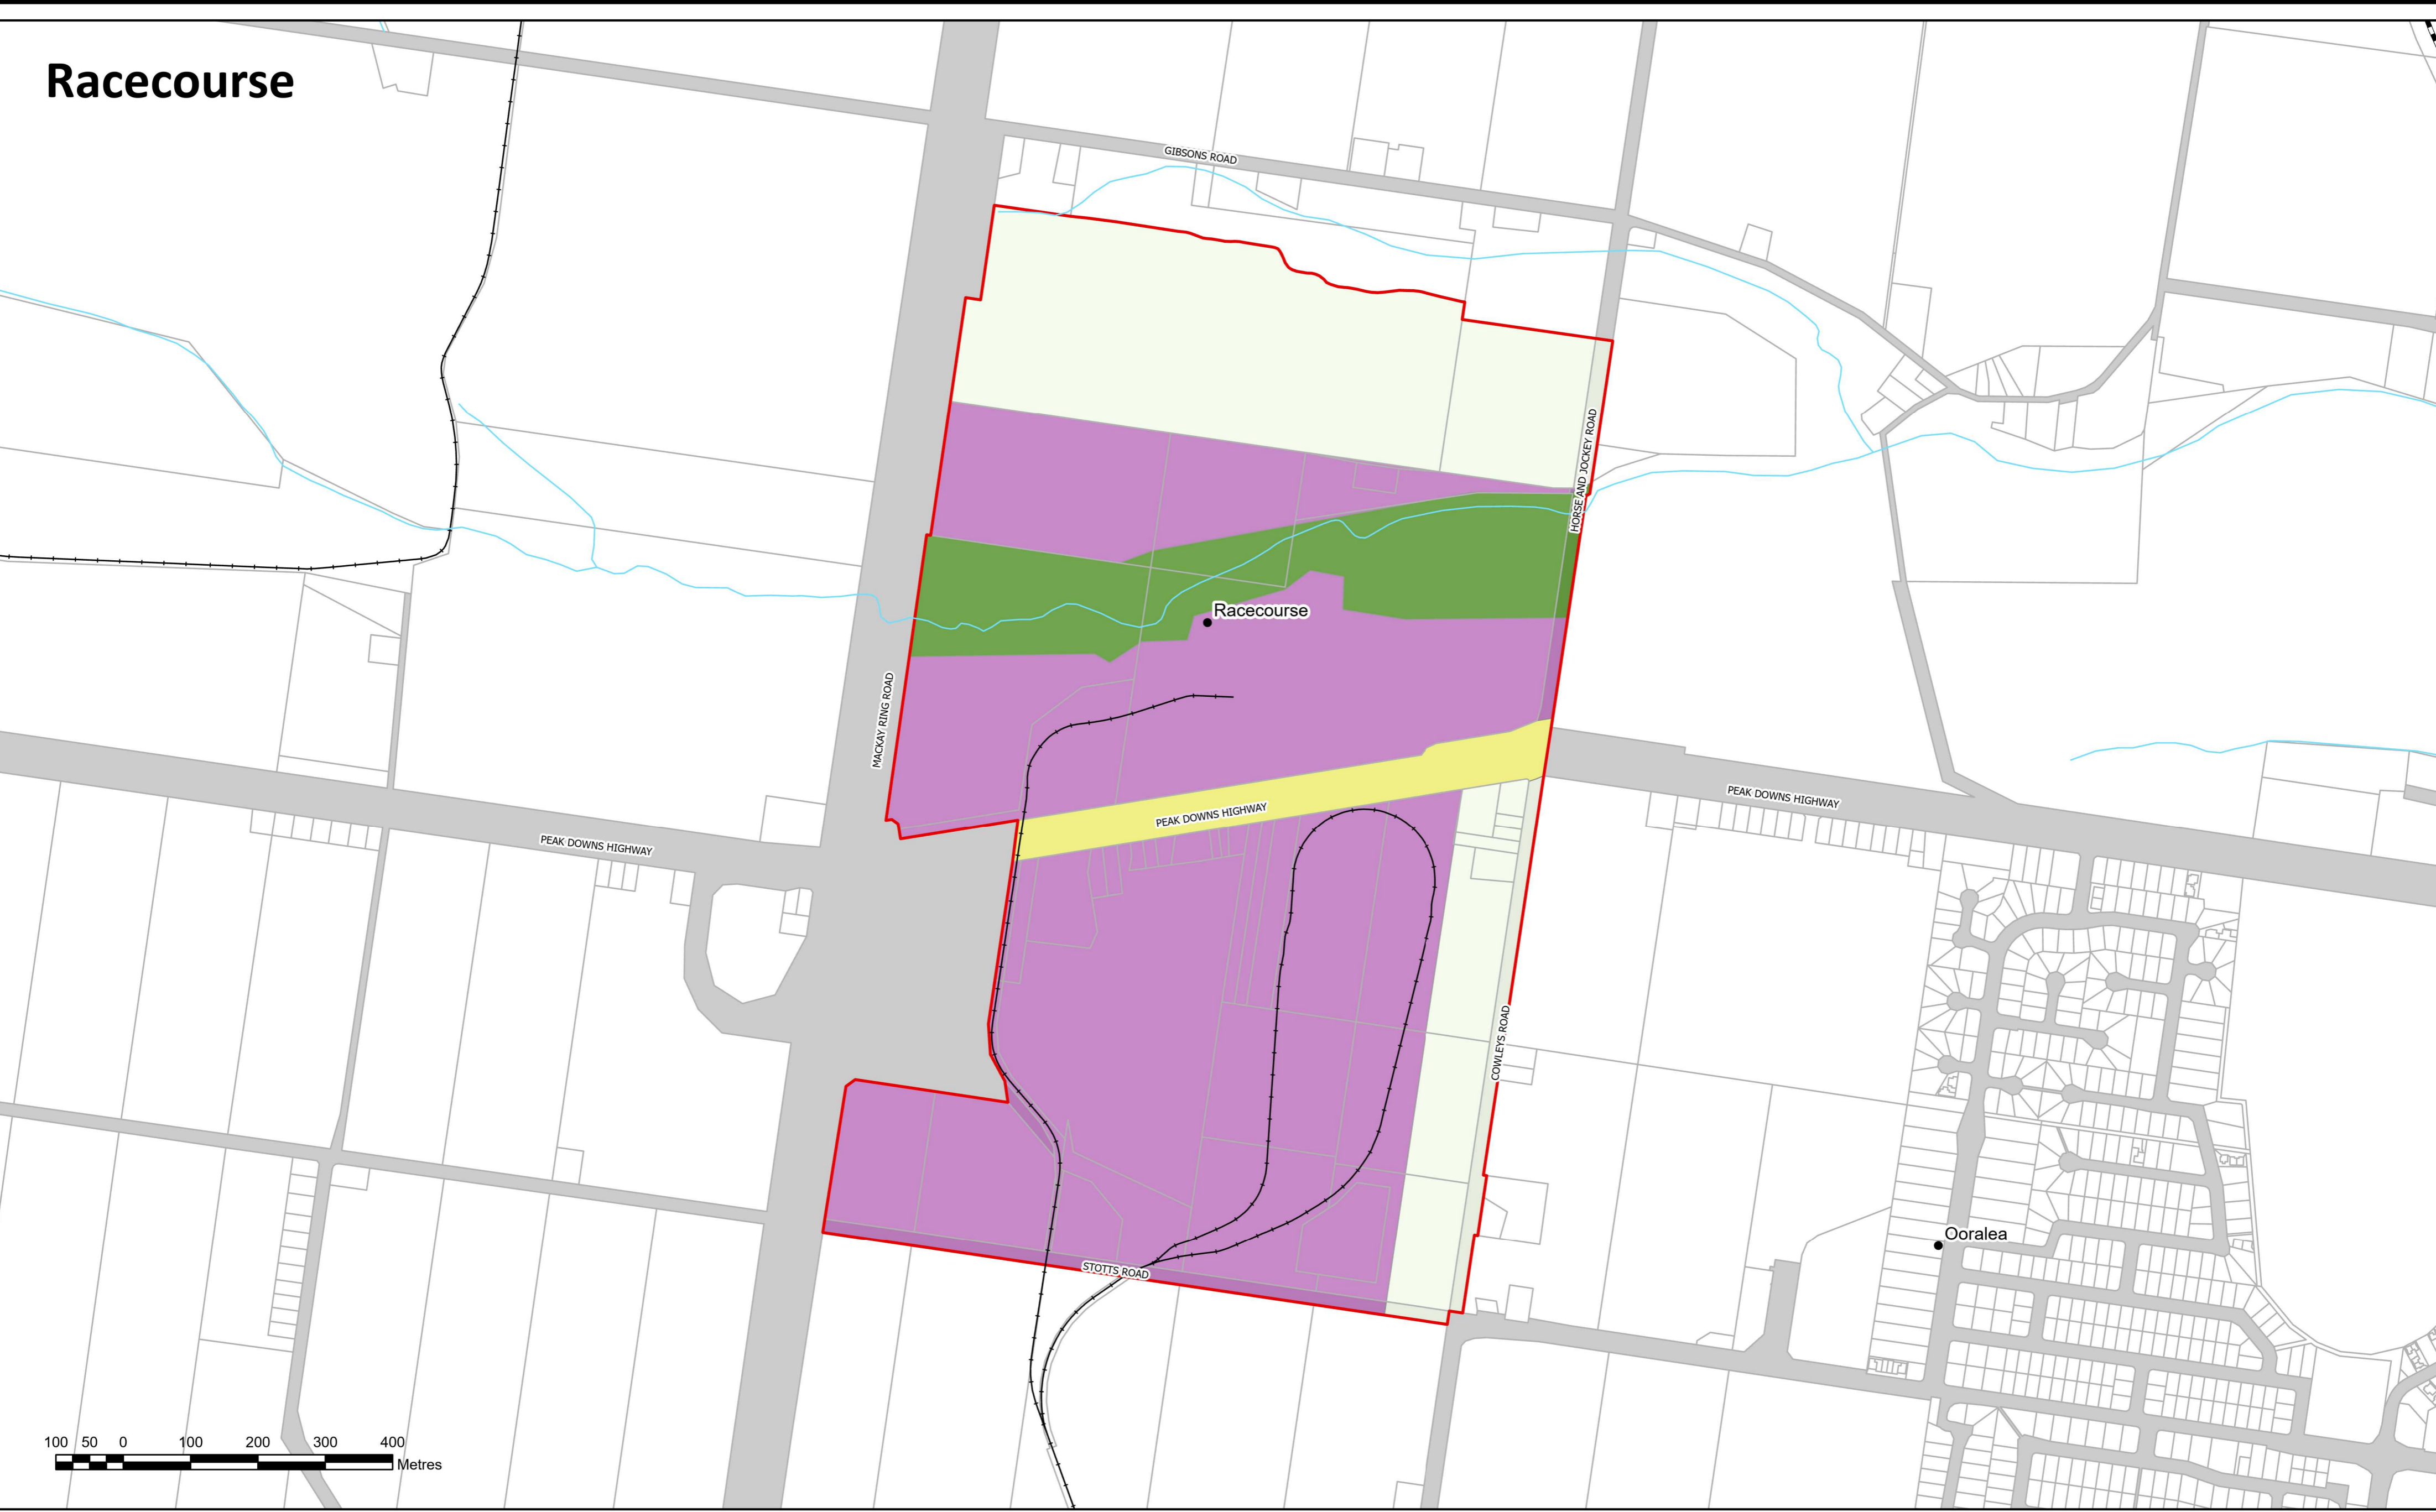 Racecourse
GIBSONS ROAD
HORSE AND JOCKEY ROAD
Racecourse
MACKAY RING ROAD
PEAK DOWNS HIGHWAY
PEAK DOWNS HIGHWAY
PEAK DOWNS HIGHWAY
COWLEYS ROAD
Ooralea
STOTTS ROAD
100 50 0 100 200 300 400
Metres